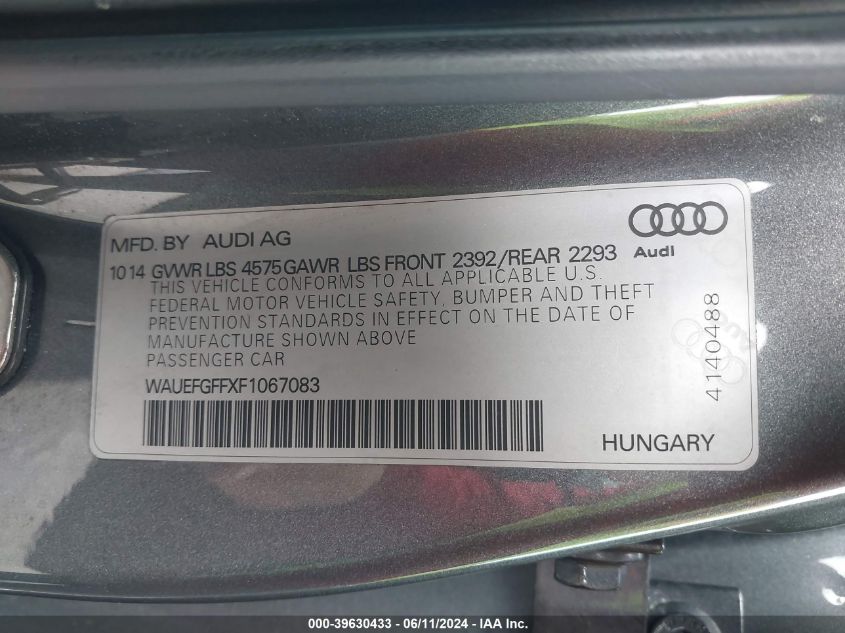 MFD. BY AUDI AG
Audi
10 14 GVWR LBS 4575 GAWR LBS FRONT 2392/REAR 2293
THIS VEHICLE CONFORMS TO ALL APPLICABLE U.S.
FEDERAL MOTOR VEHICLE SAFETY, BUMPER AND THEFT
PREVENTION STANDARDS IN EFFECT ON THE DATE OF
MANUFACTURE SHOWN ABOVE
PASSENGER CAR
WAUEFGFFXF1067083
HUNGARY
4140488
000-39630433 - 06/11/2024 - IAA Inc.